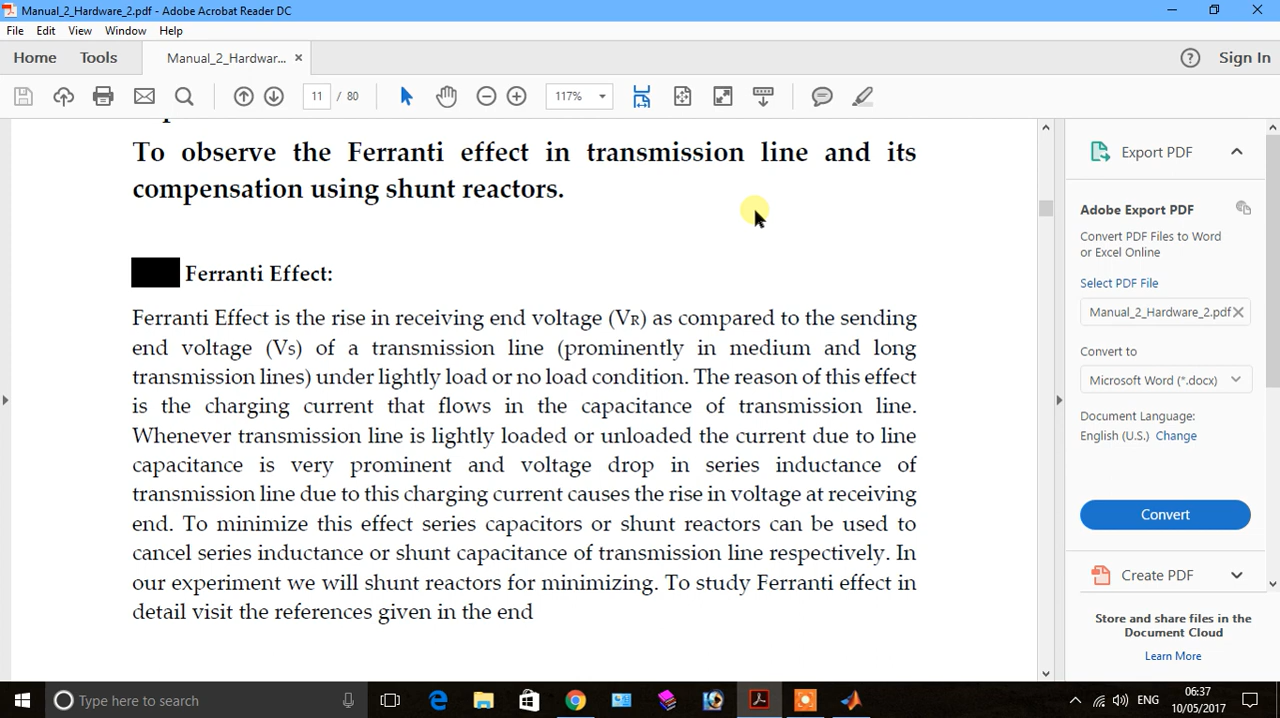 Manual_2_Hardware_2.pdf - Adobe Acrobat Reader DC
File Edit View Window Help
Home Tools Manual_2_Hardwar... × Sign In
11 / 80 117%
To observe the Ferranti effect in transmission line and its
compensation using shunt reactors.
Ferranti Effect:
Ferranti Effect is the rise in receiving end voltage (VR) as compared to the sending
end voltage (Vs) of a transmission line (prominently in medium and long
transmission lines) under lightly load or no load condition. The reason of this effect
is the charging current that flows in the capacitance of transmission line.
Whenever transmission line is lightly loaded or unloaded the current due to line
capacitance is very prominent and voltage drop in series inductance of
transmission line due to this charging current causes the rise in voltage at receiving
end. To minimize this effect series capacitors or shunt reactors can be used to
cancel series inductance or shunt capacitance of transmission line respectively. In
our experiment we will shunt reactors for minimizing. To study Ferranti effect in
detail visit the references given in the end
Export PDF
Adobe Export PDF
Convert PDF Files to Word
or Excel Online
Select PDF File
Manual_2_Hardware_2.pdf
Convert to
Microsoft Word (*.docx)
Document Language:
English (U.S.) Change
Convert
Create PDF
Store and share files in the
Document Cloud
Learn More
Type here to search
ENG
06:37
10/05/2017